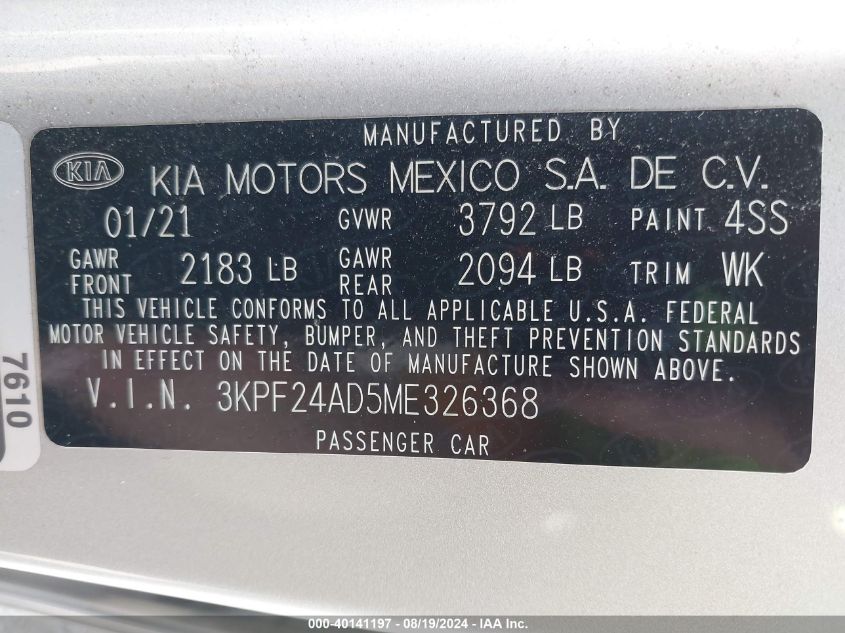 MANUFACTURED BY
KIA KIA MOTORS MEXICO S.A. DE C.V.
01/21 GVWR 3792 LB PAINT 4SS
GAWR FRONT 2183 LB GAWR REAR 2094 LB TRIM WK
THIS VEHICLE CONFORMS TO ALL APPLICABLE U.S.A. FEDERAL
MOTOR VEHICLE SAFETY, BUMPER, AND THEFT PREVENTION STANDARDS
IN EFFECT ON THE DATE OF MANUFACTURE SHOWN ABOVE.
V.I.N. 3KPF24AD5ME326368
PASSENGER CAR
7610
000-40141197 - 08/19/2024 - IAA Inc.